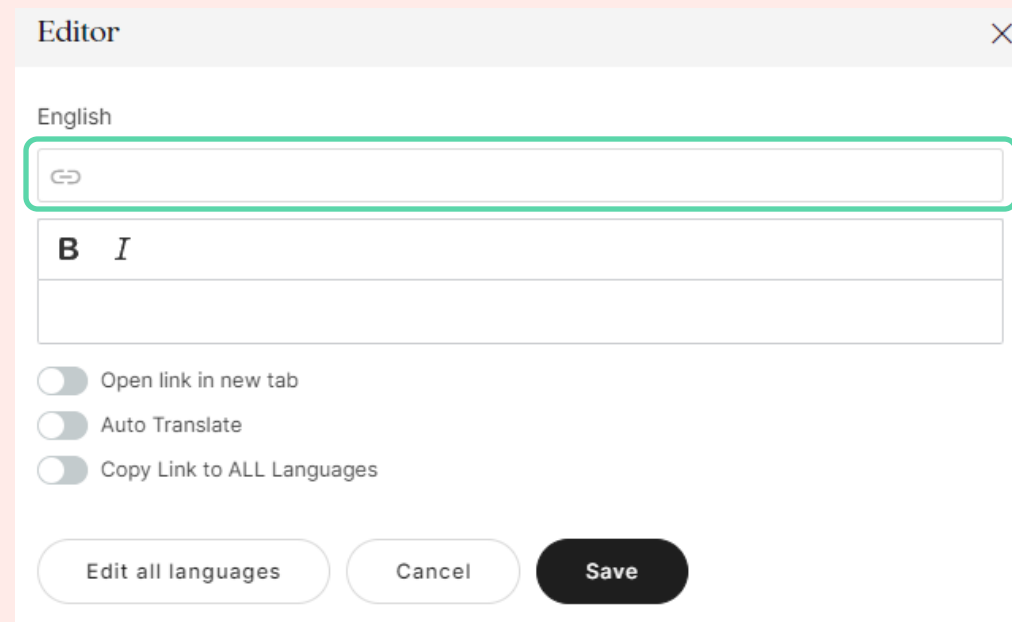 Editor
English
B I
Open link in new tab
Auto Translate
Copy Link to ALL Languages
Edit all languages Cancel Save